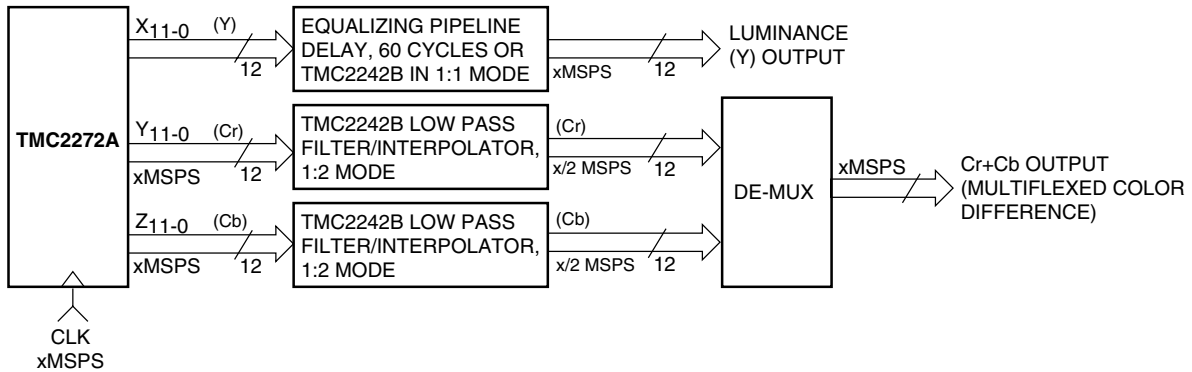 TMC2272A
X11-0 (Y)
12
EQUALIZING PIPELINE
DELAY, 60 CYCLES OR
TMC2242B IN 1:1 MODE
xMSPS 12
LUMINANCE
(Y) OUTPUT
Y11-0 (Cr)
xMSPS 12
TMC2242B LOW PASS
FILTER/INTERPOLATOR,
1:2 MODE
(Cr)
x/2 MSPS 12
Z11-0 (Cb)
xMSPS 12
TMC2242B LOW PASS
FILTER/INTERPOLATOR,
1:2 MODE
(Cb)
x/2 MSPS 12
DE-MUX
xMSPS
12
Cr+Cb OUTPUT
(MULTIFLEXED COLOR
DIFFERENCE)
CLK
xMSPS